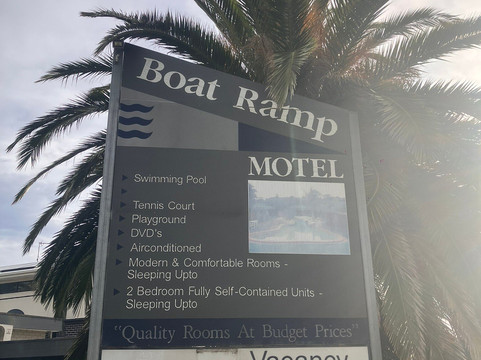 Boat Ramp
MOTEL
Swimming Pool
Tennis Court
Playground
DVD's
Airconditioned
Modern & Comfortable Rooms -
Sleeping Upto
2 Bedroom Fully Self-Contained Units -
Sleeping Upto
"Quality Rooms At Budget Prices"
Vacancy